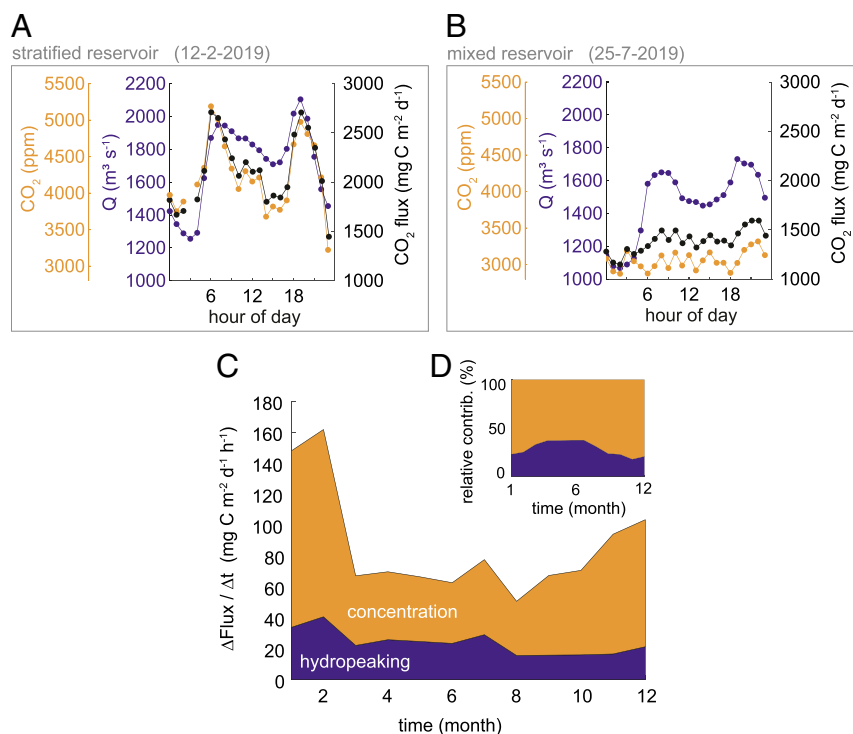 A
stratified reservoir (12-2-2019)
5500
5000
4500
4000
3500
3000
CO2 (ppm)
2200
2000
1800
1600
1400
1200
1000
Q (m³ s⁻¹)
3000
2500
2000
1500
1000
CO2 flux (mg C m⁻² d⁻¹)
6 12 18
hour of day
B
mixed reservoir (25-7-2019)
5500
5000
4500
4000
3500
3000
CO2 (ppm)
2200
2000
1800
1600
1400
1200
1000
Q (m³ s⁻¹)
3000
2500
2000
1500
1000
CO2 flux (mg C m⁻² d⁻¹)
6 12 18
hour of day
C
180
160
140
120
100
80
60
40
20
0
ΔFlux / Δt (mg C m⁻² d⁻¹ h⁻¹)
concentration
hydropeaking
2 4 6 8 10 12
time (month)
D
100
50
0
relative contrib. (%)
1 6 12
time (month)